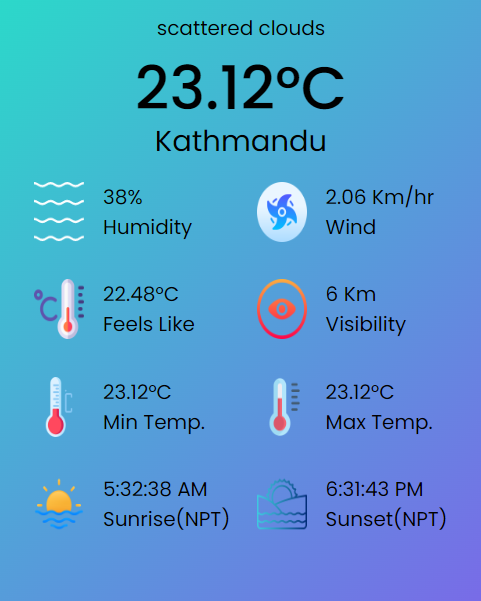 scattered clouds
23.12°C
Kathmandu
38%
Humidity
2.06 Km/hr
Wind
°C
22.48°C
Feels Like
6 Km
Visibility
23.12°C
Min Temp.
23.12°C
Max Temp.
5:32:38 AM
Sunrise(NPT)
6:31:43 PM
Sunset(NPT)